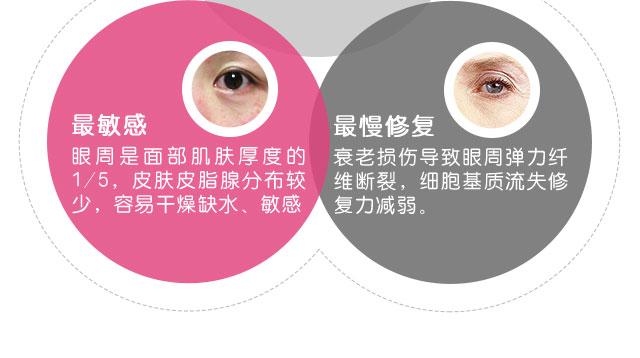 最敏感
眼周是面部肌肤厚度的
1/5，皮肤皮脂腺分布较
少，容易干燥缺水、敏感
最慢修复
衰老损伤导致眼周弹力纤
维断裂，细胞基质流失修
复力减弱。